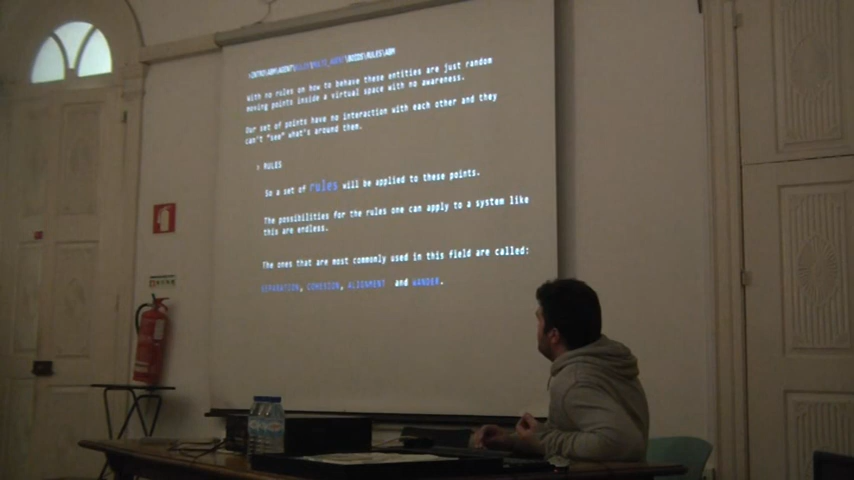 With no rules on how to behave these entities are just random
moving points inside a virtual space with no awareness.
Our set of points have no interaction with each other and they
can't "see" what's around them.
> RULES
So a set of rules will be applied to these points.
The possibilities for the rules one can apply to a system like
this are endless.
The ones that are most commonly used in this field are called:
SEPARATION, COHESION, ALIGNMENT and WANDER.